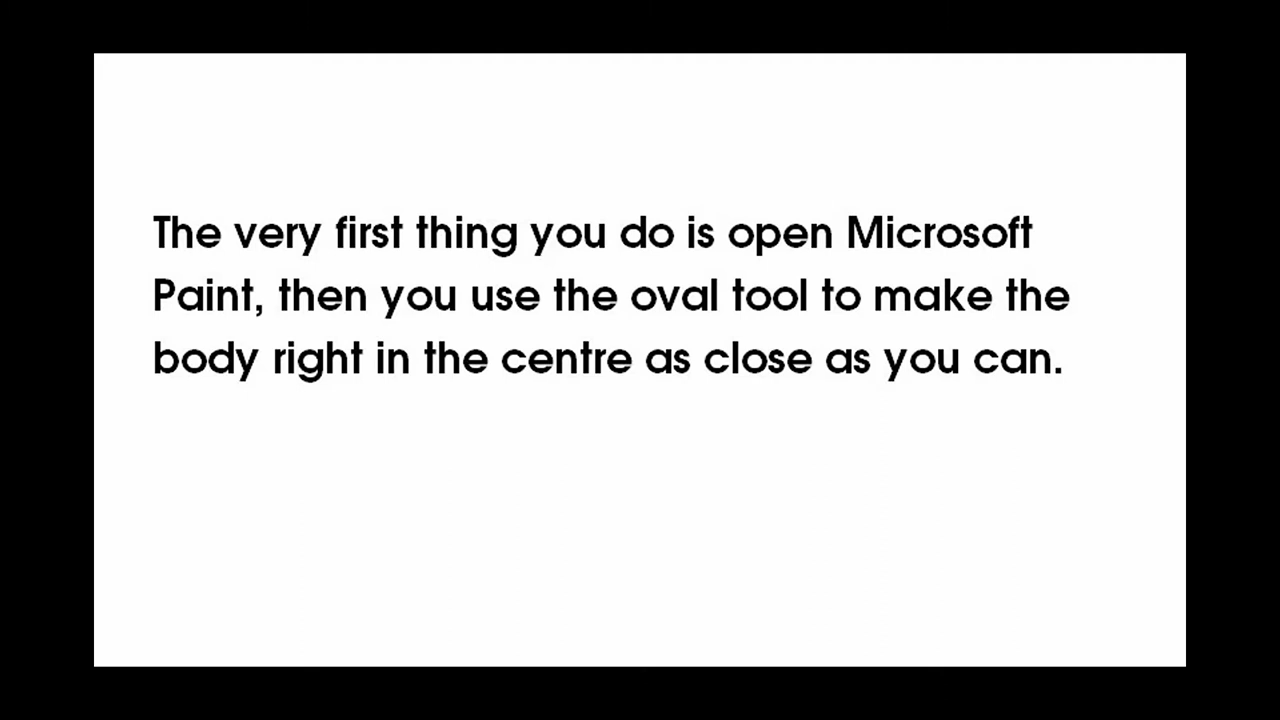 The very first thing you do is open Microsoft
Paint, then you use the oval tool to make the
body right in the centre as close as you can.